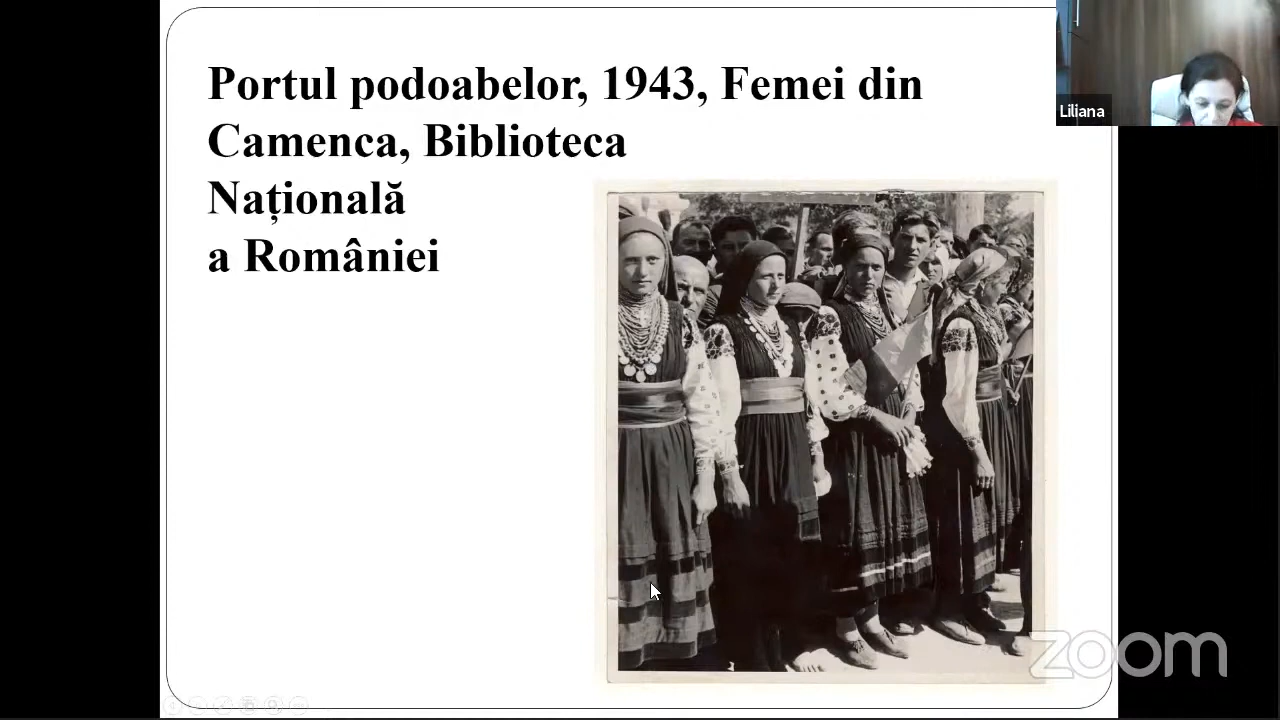 Portul podoabelor, 1943, Femei din
Camenca, Biblioteca
Națională
a României
Liliana
zoom